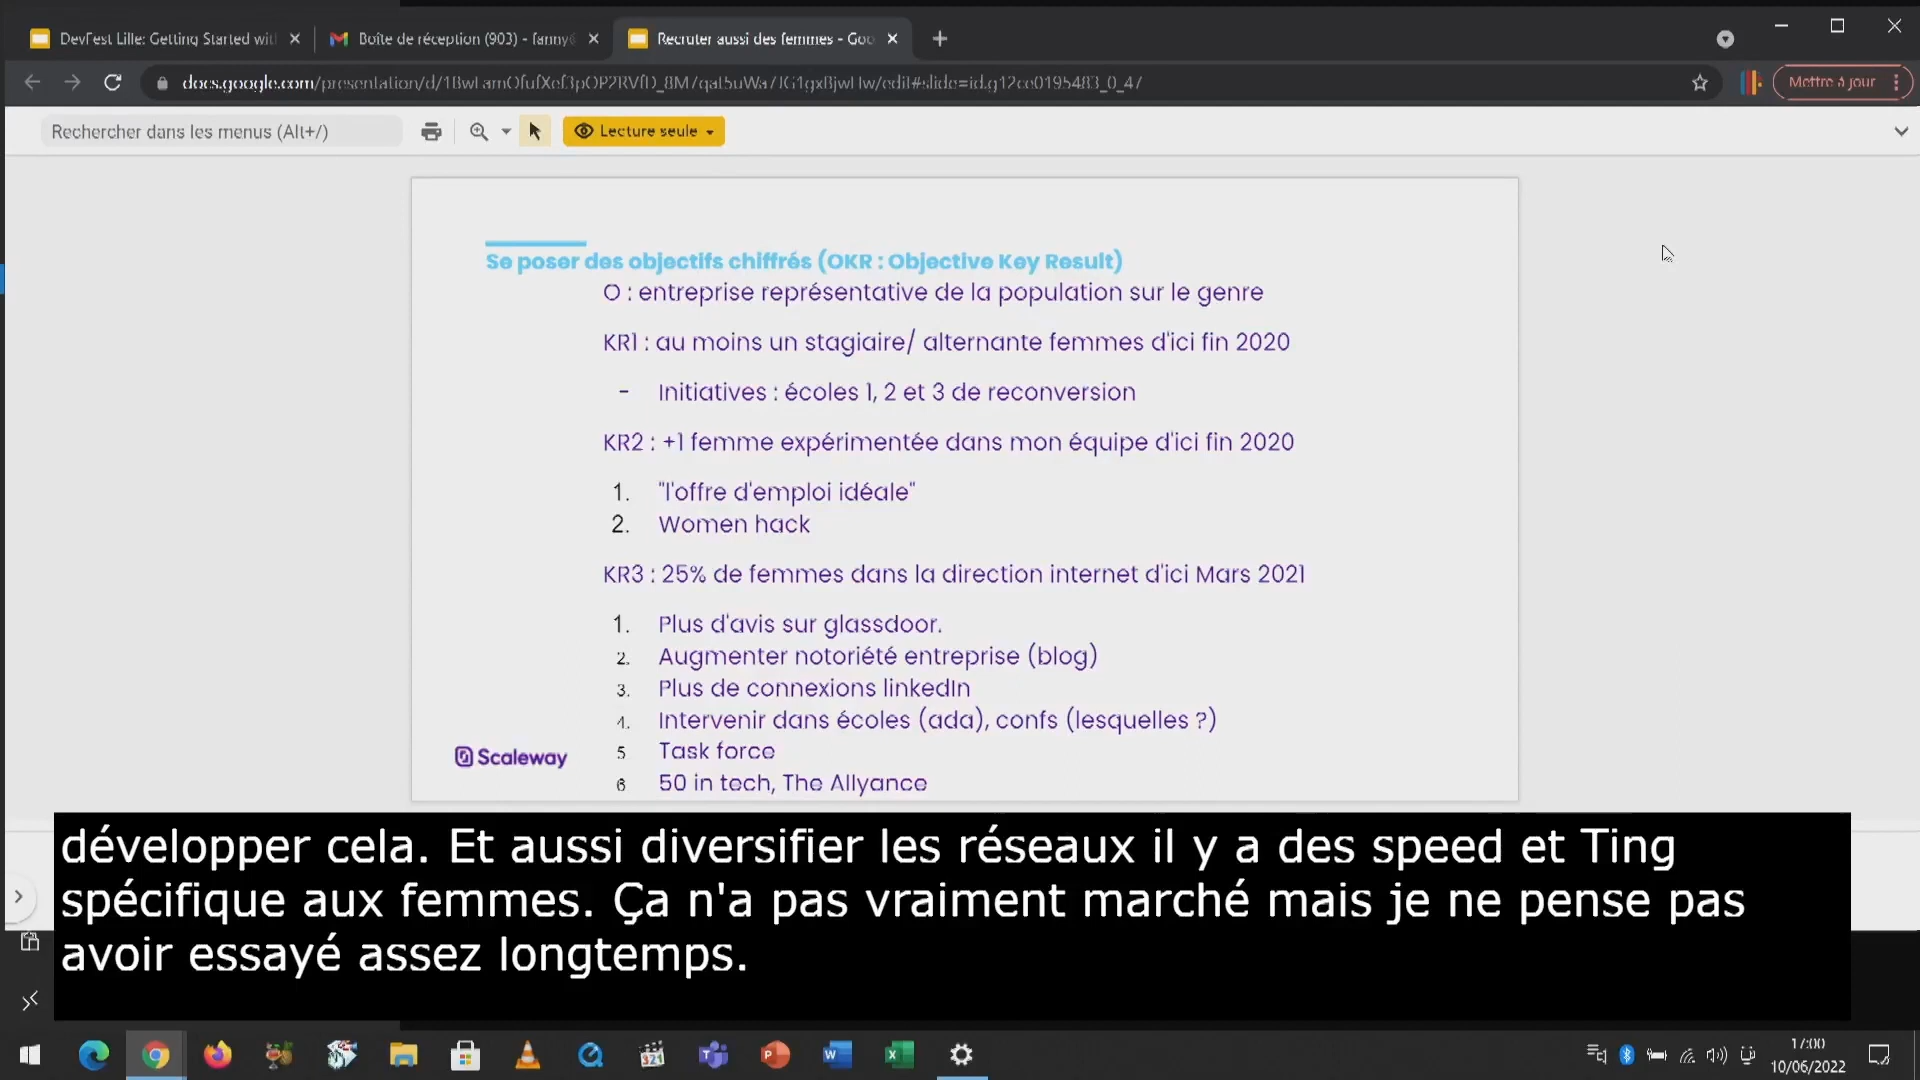 DevFest Lille: Getting Started wit
Boîte de réception (903) - fanny@
Recruter aussi des femmes - Goo
docs.google.com
Mettre à jour
Rechercher dans les menus (Alt+/)
Lecture seule
Se poser des objectifs chiffrés (OKR : Objective Key Result)
O : entreprise représentative de la population sur le genre
KR1 : au moins un stagiaire/ alternante femmes d'ici fin 2020
- Initiatives : écoles 1, 2 et 3 de reconversion
KR2 : +1 femme expérimentée dans mon équipe d'ici fin 2020
1. "l'offre d'emploi idéale"
2. Women hack
KR3 : 25% de femmes dans la direction internet d'ici Mars 2021
1. Plus d'avis sur glassdoor.
2. Augmenter notoriété entreprise (blog)
3. Plus de connexions linkedIn
4. Intervenir dans écoles (ada), confs (lesquelles ?)
5 Task force
6 50 in tech, The Allyance
Scaleway
développer cela. Et aussi diversifier les réseaux il y a des speed et Ting
spécifique aux femmes. Ça n'a pas vraiment marché mais je ne pense pas
avoir essayé assez longtemps.
321
17:00
10/06/2022